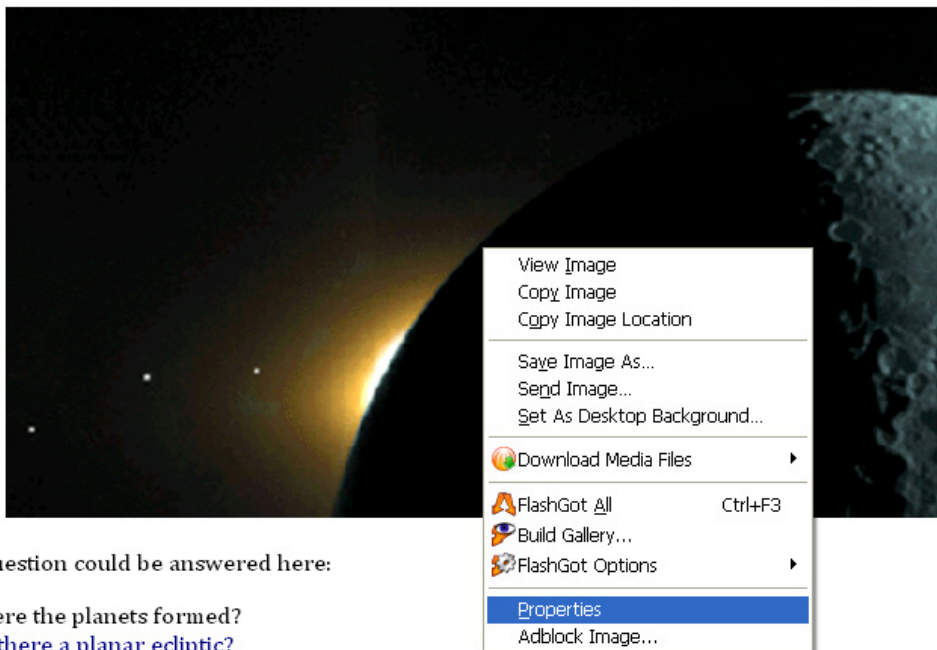 View Image
Copy Image
Copy Image Location
Save Image As...
Send Image...
Set As Desktop Background...
Download Media Files
FlashGot All Ctrl+F3
Build Gallery...
FlashGot Options
Properties
Adblock Image...
uestion could be answered here:
ere the planets formed?
there a planar ecliptic?